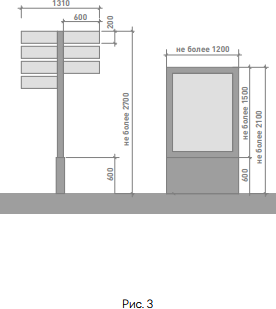 1310
600
200
не более 2700
600
не более 1200
не более 1500
не более 2100
600
Рис. 3